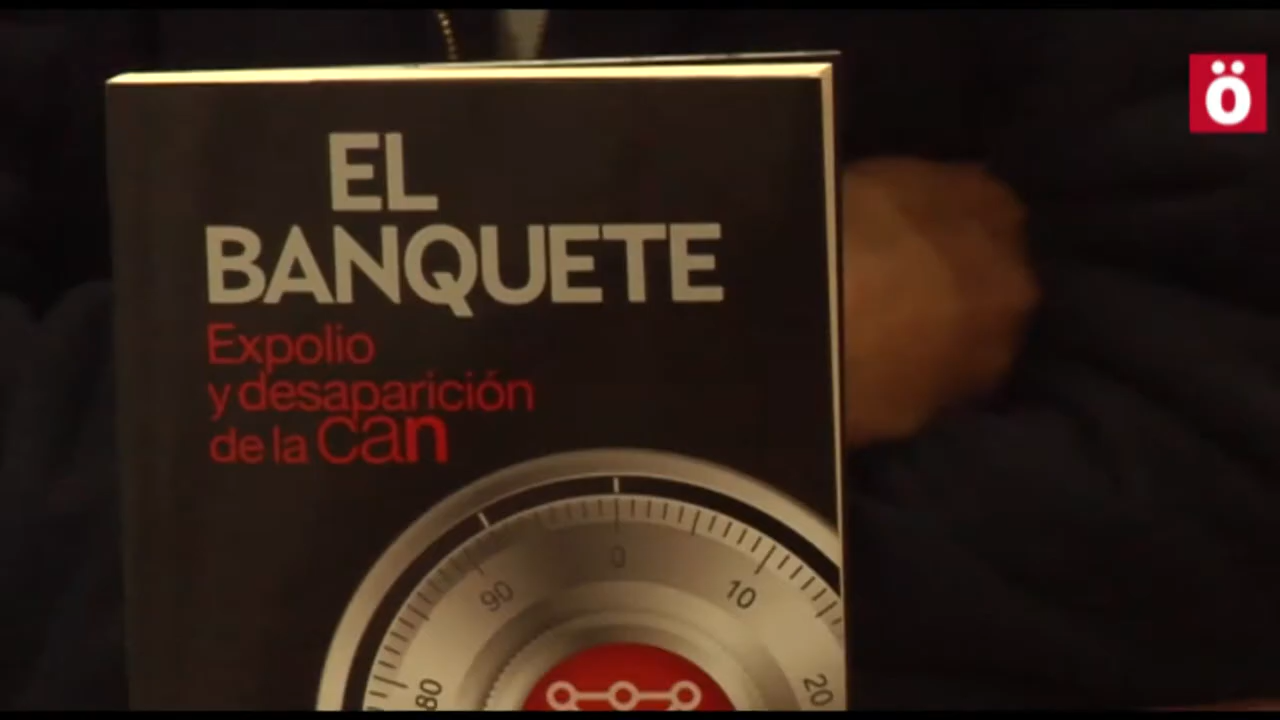 EL
BANQUETE
Expolio
y desaparición
de la can
80
90
0
10
20
ö